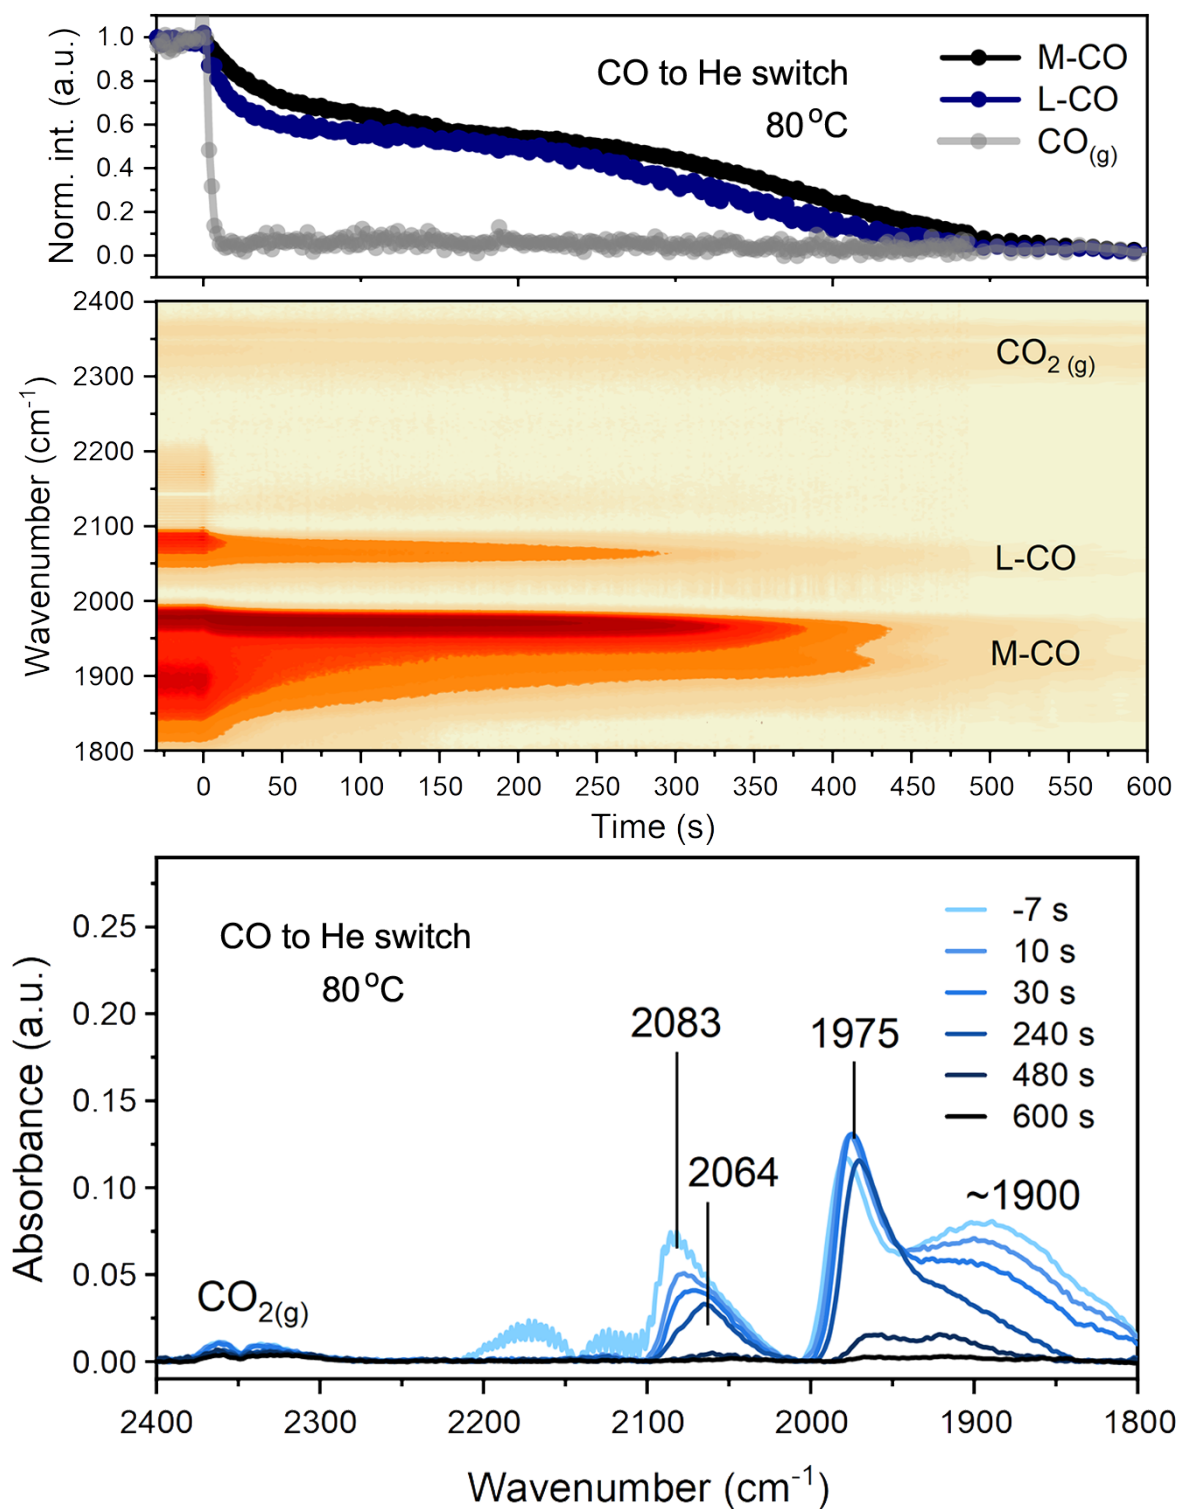 Norm. int. (a.u.)
1.0
0.8
0.6
0.4
0.2
0.0
CO to He switch
80 °C
M-CO
L-CO
CO(g)
Wavenumber (cm-1)
2400
2300
2200
2100
2000
1900
1800
CO2 (g)
L-CO
M-CO
0 50 100 150 200 250 300 350 400 450 500 550 600
Time (s)
Absorbance (a.u.)
0.25
0.20
0.15
0.10
0.05
0.00
CO to He switch
80 °C
-7 s
10 s
30 s
240 s
480 s
600 s
2083
2064
1975
~1900
CO2(g)
2400 2300 2200 2100 2000 1900 1800
Wavenumber (cm-1)